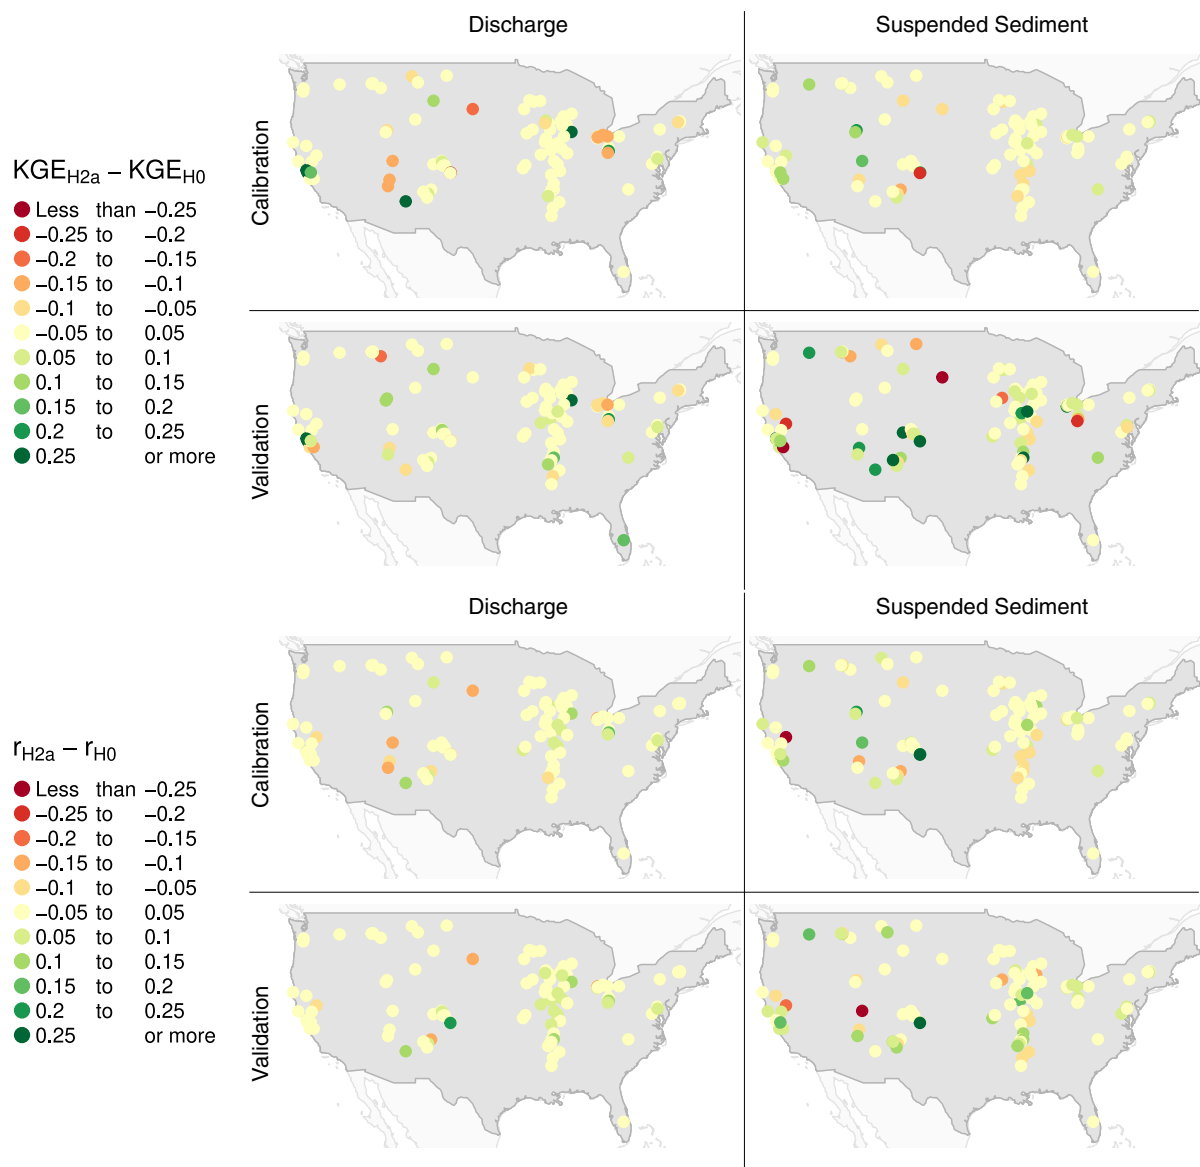 Discharge
Suspended Sediment
Calibration
KGE_H2a − KGE_H0
Less than −0.25
−0.25 to −0.2
−0.2 to −0.15
−0.15 to −0.1
−0.1 to −0.05
−0.05 to 0.05
0.05 to 0.1
0.1 to 0.15
0.15 to 0.2
0.2 to 0.25
0.25 or more
Validation
Discharge
Suspended Sediment
Calibration
r_H2a − r_H0
Less than −0.25
−0.25 to −0.2
−0.2 to −0.15
−0.15 to −0.1
−0.1 to −0.05
−0.05 to 0.05
0.05 to 0.1
0.1 to 0.15
0.15 to 0.2
0.2 to 0.25
0.25 or more
Validation